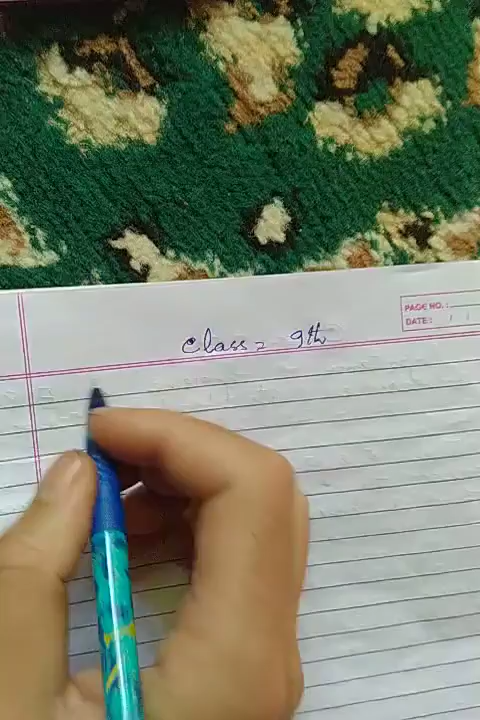 PAGE NO.:
DATE: / /
Class = 9th